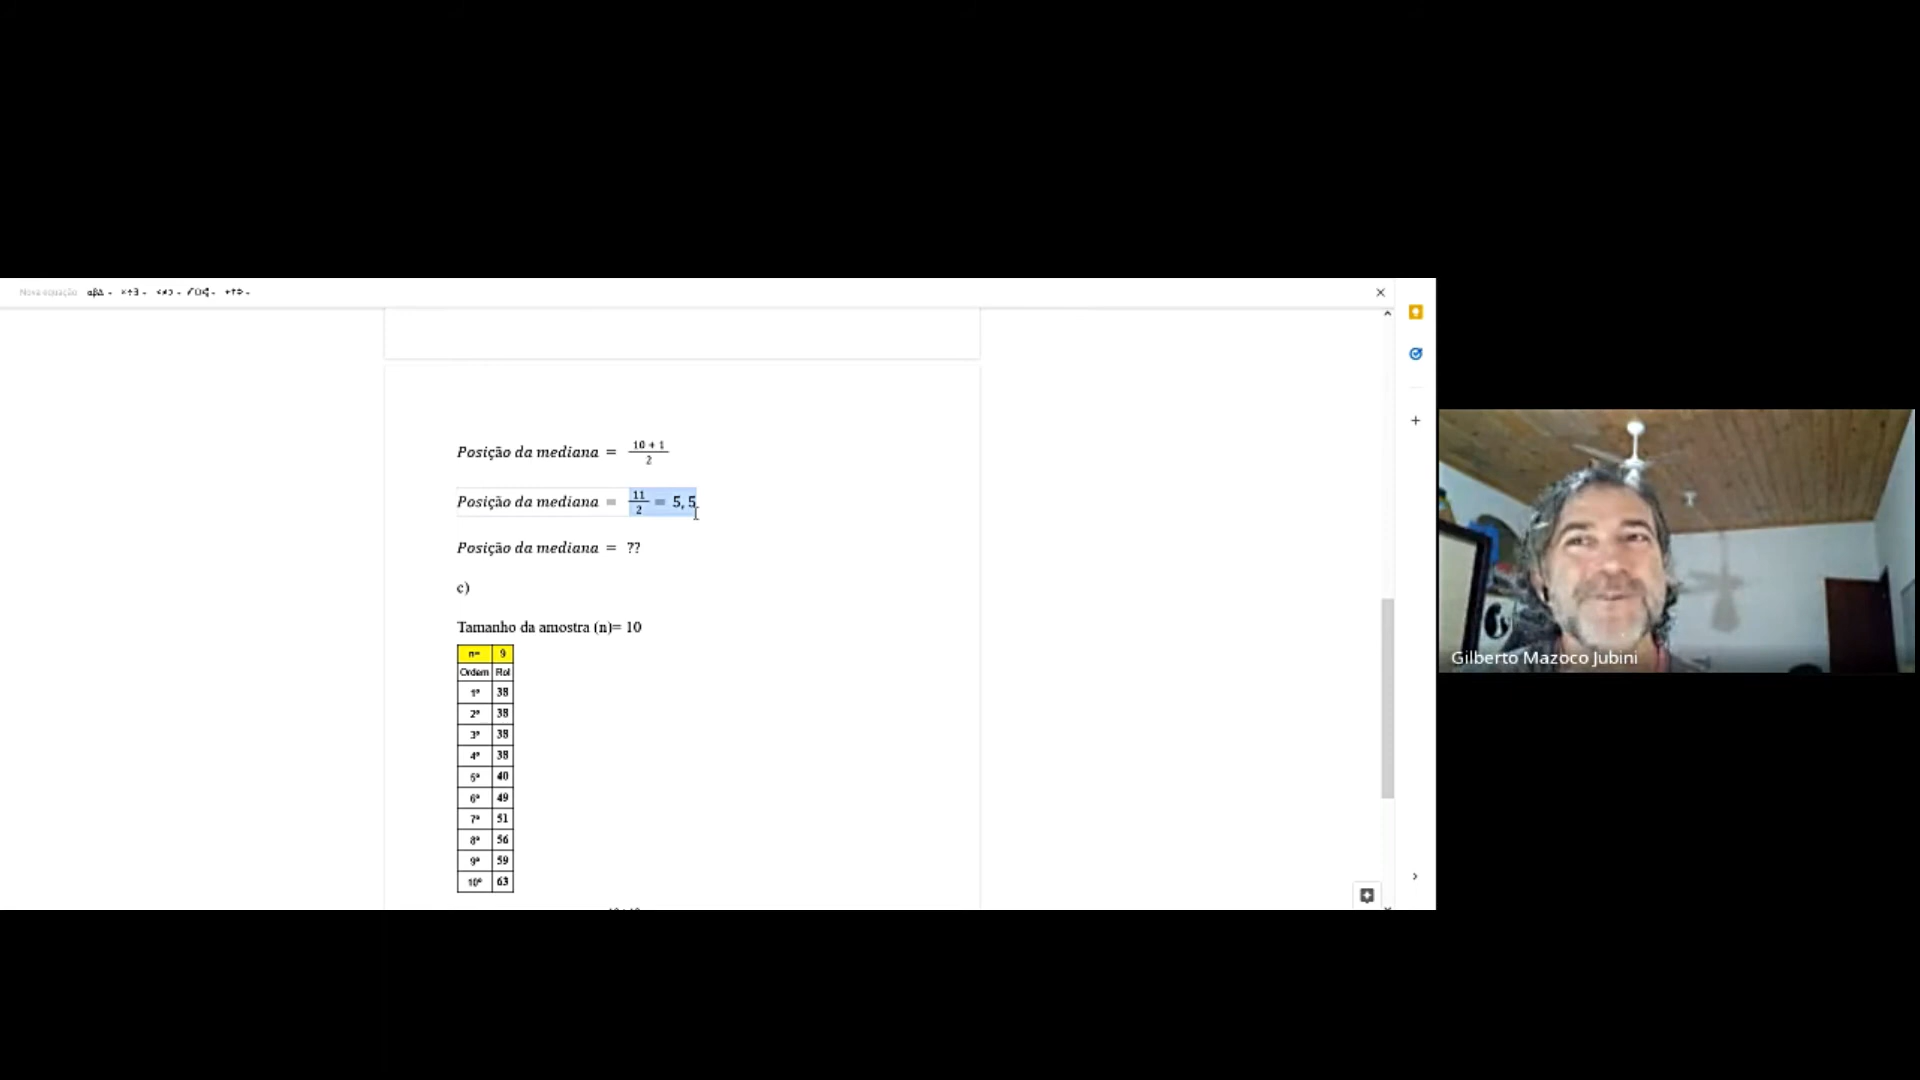 Nova equação
Posição da mediana = 10 + 1 / 2
Posição da mediana = 11 / 2 = 5, 5
Posição da mediana = ??
c)
Tamanho da amostra (n)= 10
n= 9
Ordem Rol
1º 38
2º 38
3º 38
4º 38
5º 40
6º 49
7º 51
8º 56
9º 59
10º 63
Gilberto Mazoco Jubini